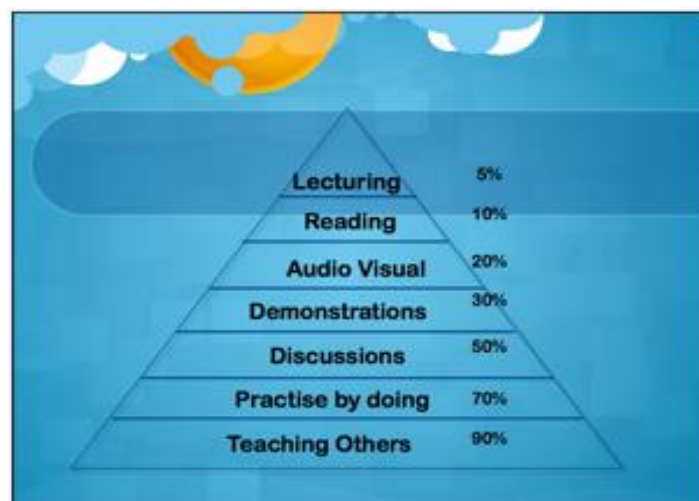 Lecturing 5%
Reading 10%
Audio Visual 20%
Demonstrations 30%
Discussions 50%
Practise by doing 70%
Teaching Others 90%